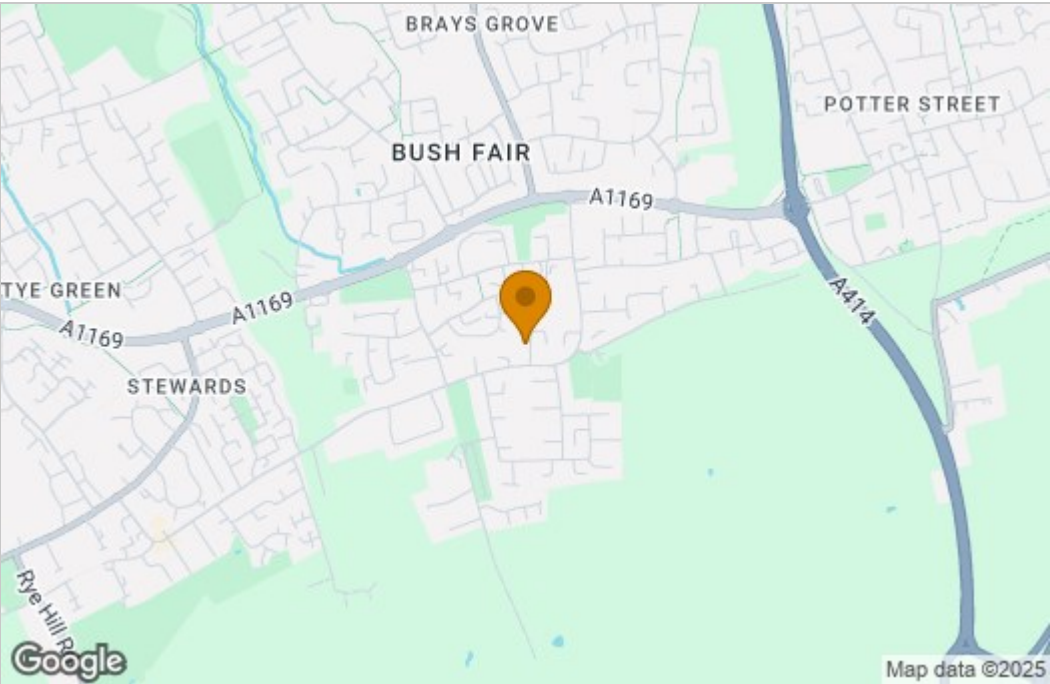 BRAYS GROVE
POTTER STREET
BUSH FAIR
A1169
TYE GREEN
A1169
A414
A1169
STEWARDS
Rye Hill R
Google
Map data ©2025